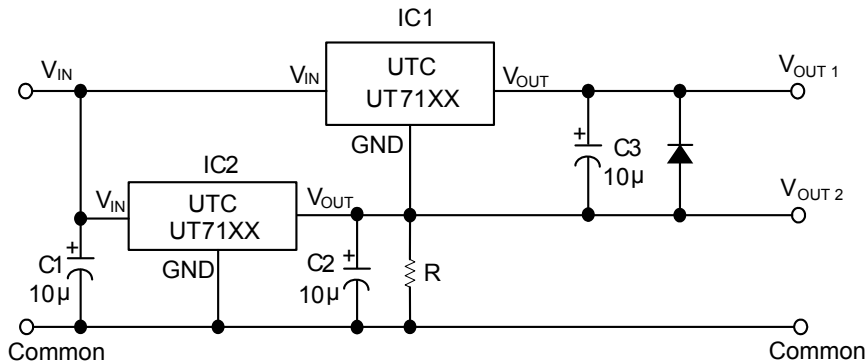 IC1
VIN
VIN
UTC
UT71XX
VOUT
VOUT 1
GND
C3
10μ
+
IC2
VIN
UTC
UT71XX
VOUT
VOUT 2
GND
C1
10μ
+
C2
10μ
+
R
Common
Common